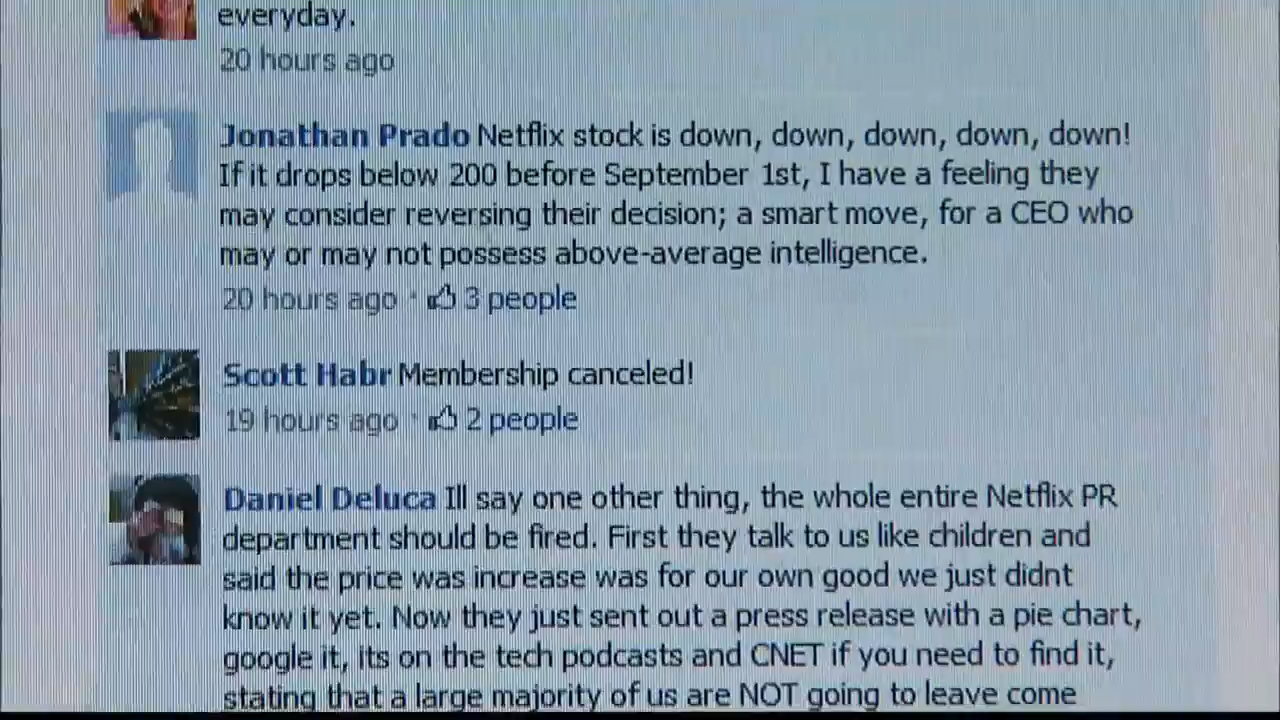 everyday.
20 hours ago
Jonathan Prado Netflix stock is down, down, down, down, down!
If it drops below 200 before September 1st, I have a feeling they
may consider reversing their decision; a smart move, for a CEO who
may or may not possess above-average intelligence.
20 hours ago · 3 people
Scott Habr Membership canceled!
19 hours ago · 2 people
Daniel Deluca Ill say one other thing, the whole entire Netflix PR
department should be fired. First they talk to us like children and
said the price was increase was for our own good we just didnt
know it yet. Now they just sent out a press release with a pie chart,
google it, its on the tech podcasts and CNET if you need to find it,
stating that a large majority of us are NOT going to leave come